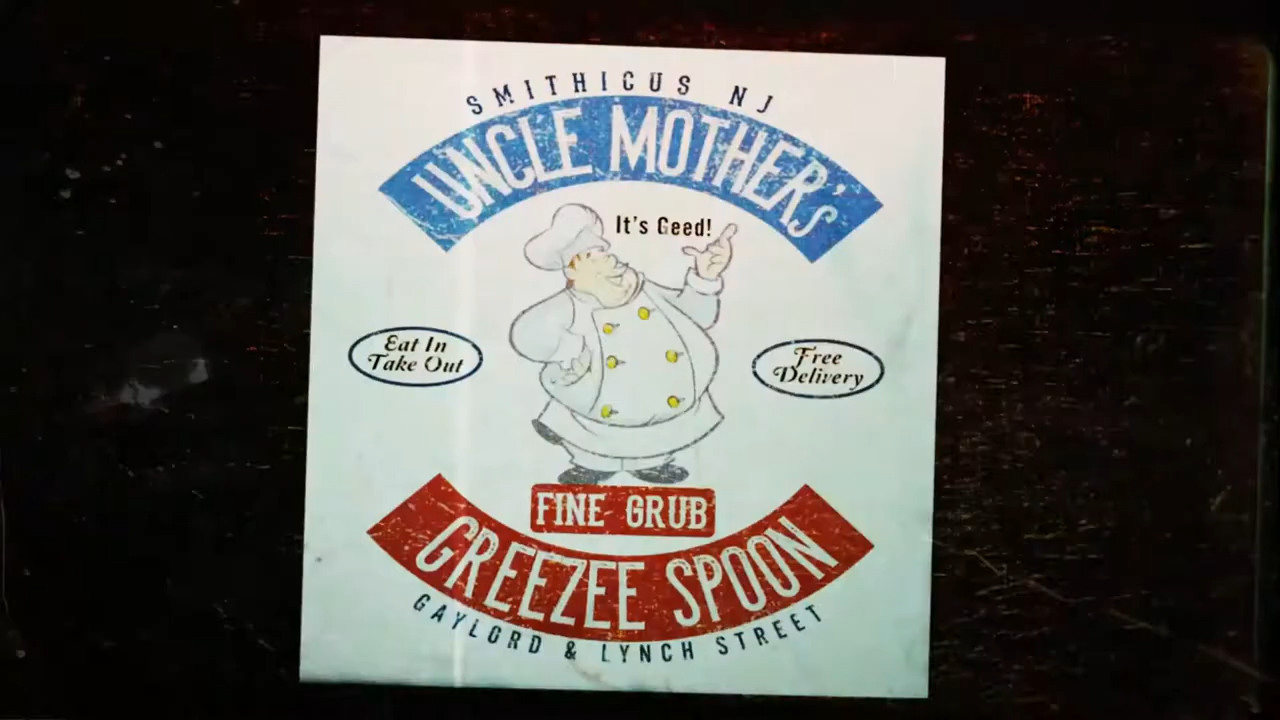 SMITHICUS NJ
UNCLE MOTHER'S
It's Geed!
Eat In
Take Out
Free
Delivery
FINE GRUB
GREEZEE SPOON
GAYLORD & LYNCH STREET